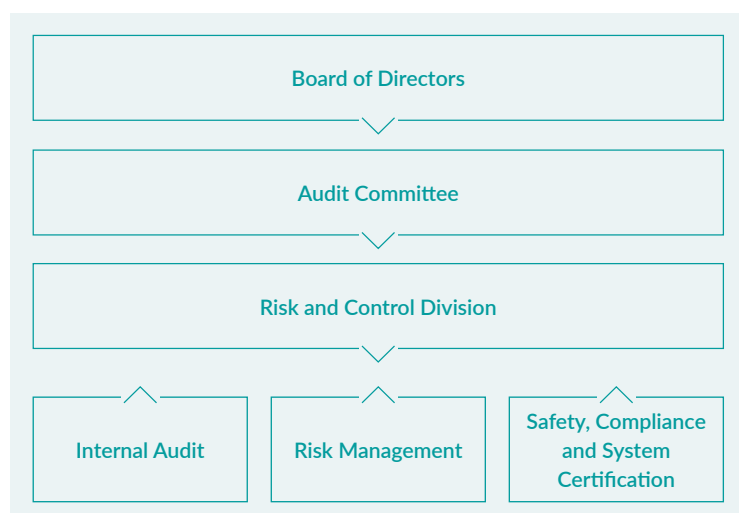 Board of Directors
Audit Committee
Risk and Control Division
Internal Audit
Risk Management
Safety, Compliance
and System
Certification